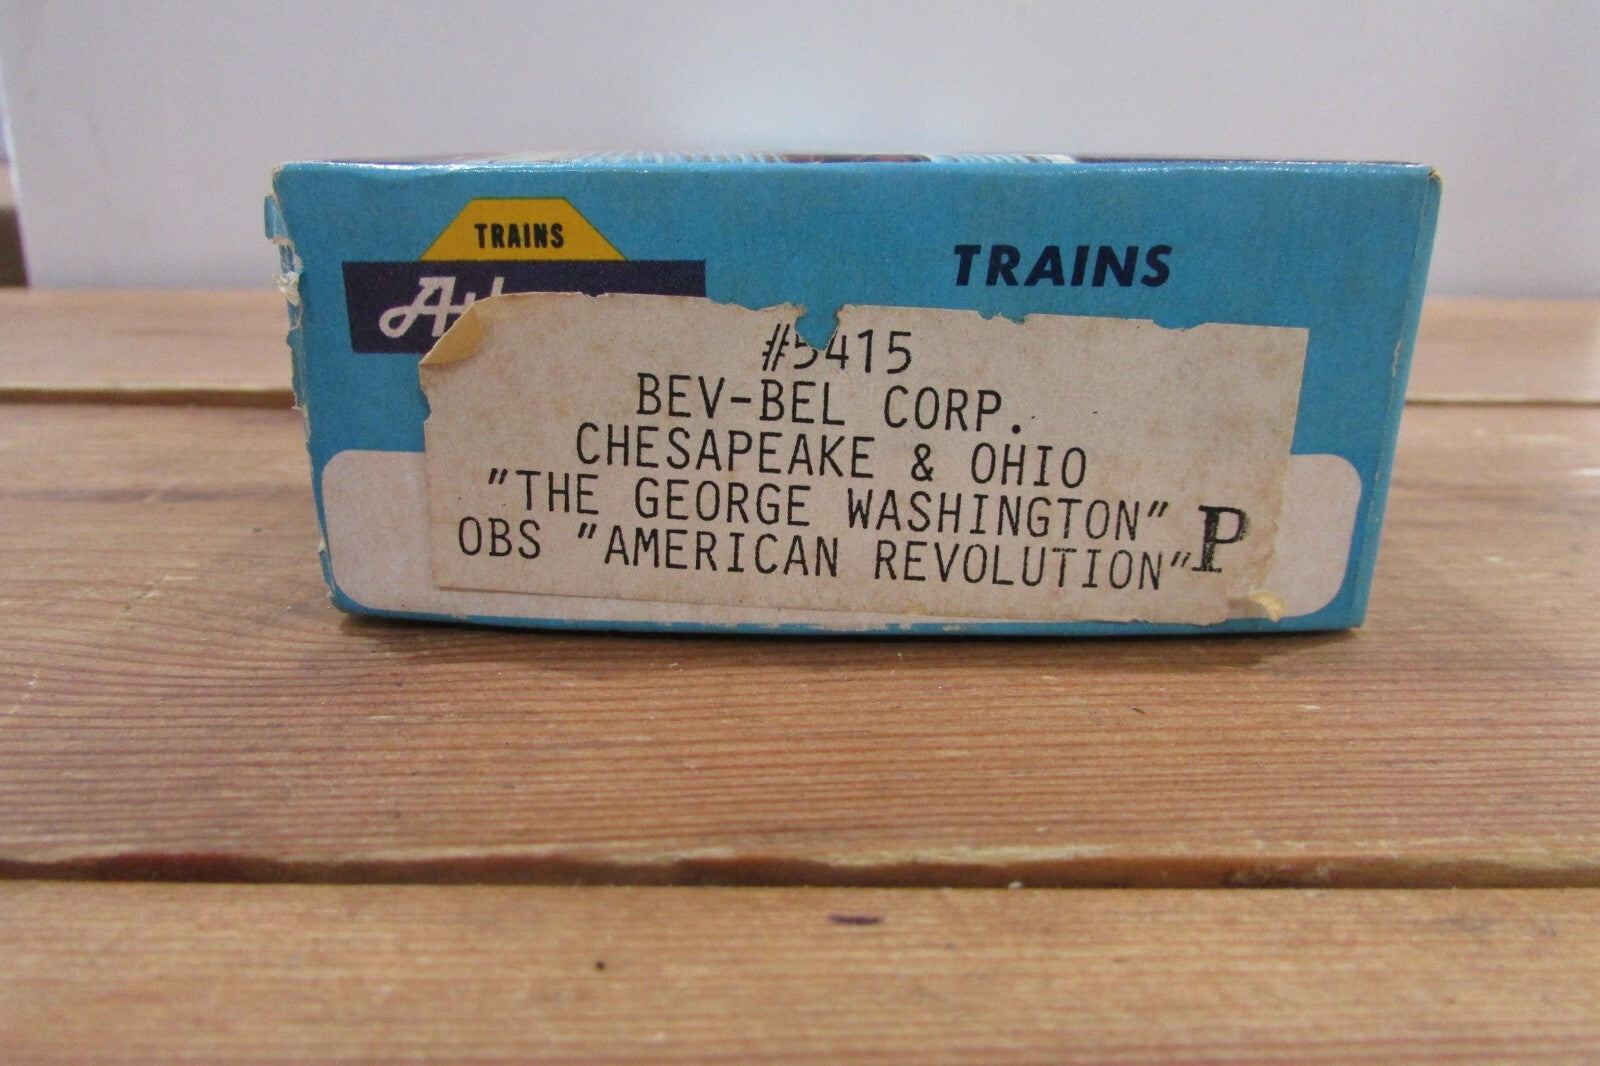 TRAINS
TRAINS
#5415
BEV-BEL CORP.
CHESAPEAKE & OHIO
"THE GEORGE WASHINGTON"
OBS "AMERICAN REVOLUTION" P